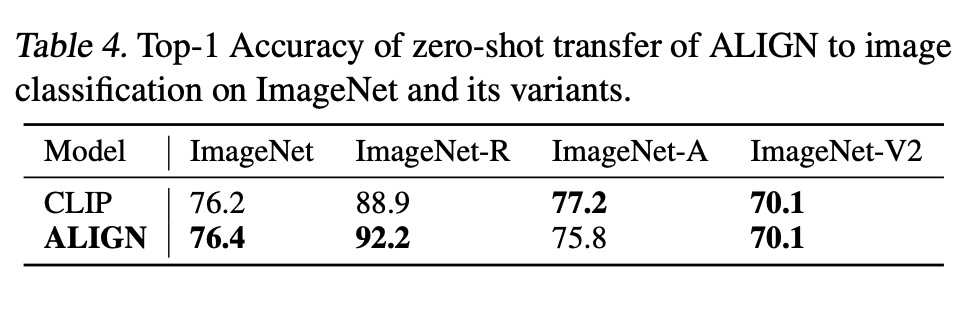 Table 4. Top-1 Accuracy of zero-shot transfer of ALIGN to image
classification on ImageNet and its variants.
Model ImageNet ImageNet-R ImageNet-A ImageNet-V2
CLIP 76.2 88.9 77.2 70.1
ALIGN 76.4 92.2 75.8 70.1